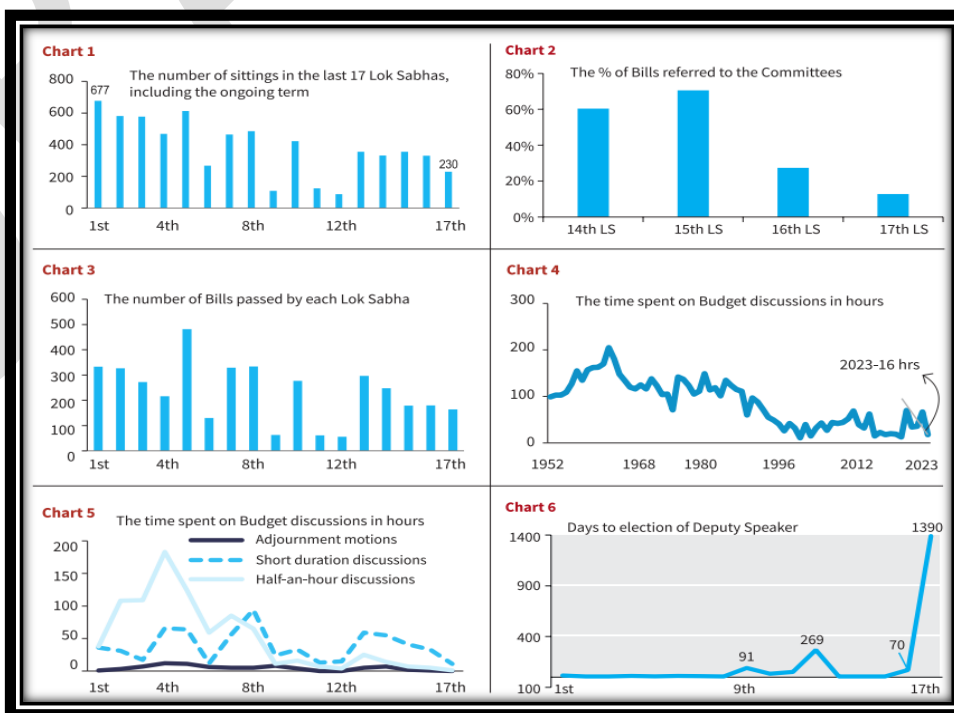 Chart 1
The number of sittings in the last 17 Lok Sabhas,
including the ongoing term
800
677
600
400
200
230
0
1st
4th
8th
12th
17th
Chart 2
80%
The % of Bills referred to the Committees
60%
40%
20%
0%
14th LS
15th LS
16th LS
17th LS
Chart 3
600
The number of Bills passed by each Lok Sabha
500
400
300
200
100
0
1st
4th
8th
12th
17th
Chart 4
300
The time spent on Budget discussions in hours
200
2023-16 hrs
100
0
1952
1968
1980
1996
2012
2023
Chart 5
The time spent on Budget discussions in hours
Adjournment motions
Short duration discussions
Half-an-hour discussions
200
150
100
50
0
1st
4th
8th
12th
17th
Chart 6
Days to election of Deputy Speaker
1390
1400
900
400
269
91
70
100
1st
9th
17th